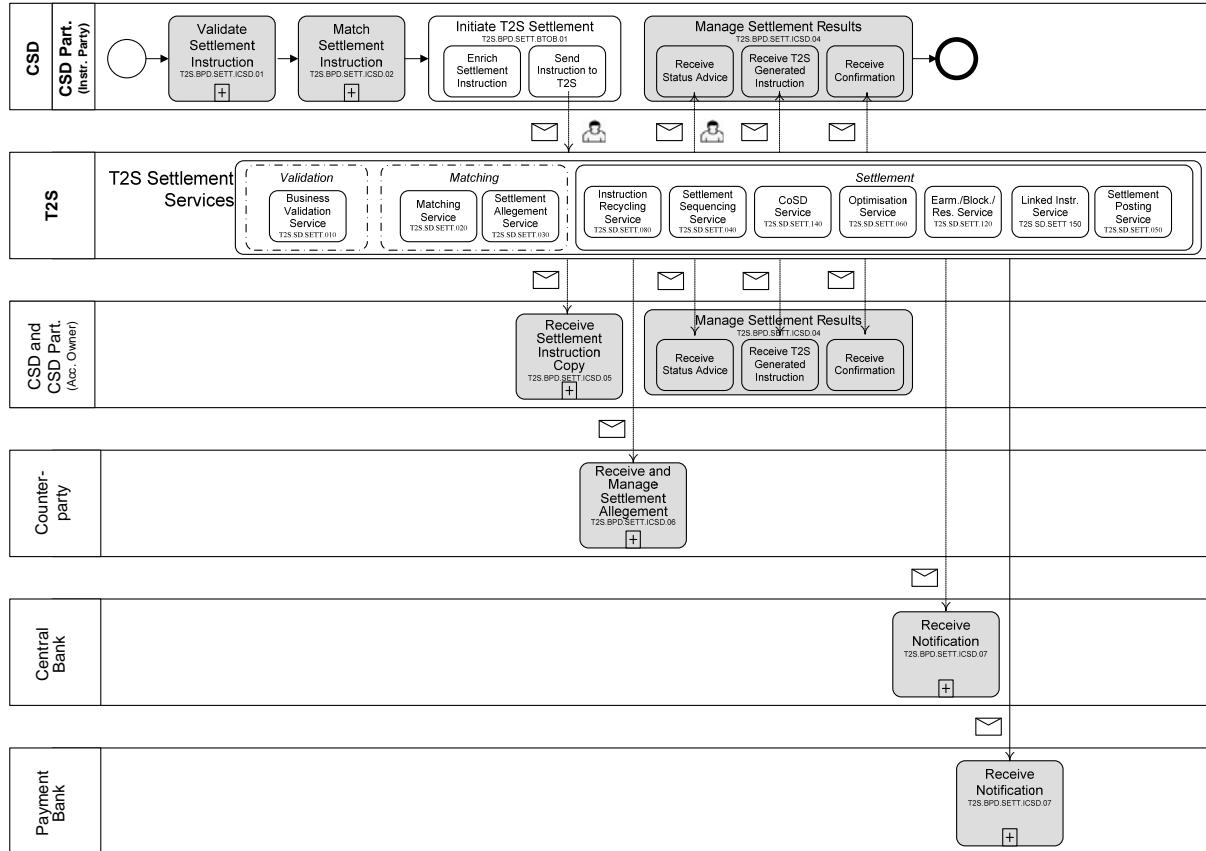 CSD
CSD Part.
(Instr. Party)
Validate
Settlement
Instruction
T2S.BPD.SETT.ICSD.01
+
Match
Settlement
Instruction
T2S.BPD.SETT.ICSD.02
+
Initiate T2S Settlement
T2S.BPD.SETT.BTOB.01
Enrich
Settlement
Instruction
Send
Instruction to
T2S
Manage Settlement Results
T2S.BPD.SETT.ICSD.04
Receive
Status Advice
Receive T2S
Generated
Instruction
Receive
Confirmation
T2S
T2S Settlement
Services
Validation
Business
Validation
Service
T2S.SD.SETT.010
Matching
Matching
Service
T2S.SD.SETT.020
Settlement
Allegement
Service
T2S.SD.SETT.030
Settlement
Instruction
Recycling
Service
T2S.SD.SETT.080
Settlement
Sequencing
Service
T2S.SD.SETT.040
CoSD
Service
T2S.SD.SETT.140
Optimisation
Service
T2S.SD.SETT.060
Earm./Block./
Res. Service
T2S.SD.SETT.120
Linked Instr.
Service
T2S SD.SETT 150
Settlement
Posting
Service
T2S.SD.SETT.050
CSD and
CSD Part.
(Acc. Owner)
Receive
Settlement
Instruction
Copy
T2S.BPD.SETT.ICSD.05
+
Manage Settlement Results
T2S.BPD.SETT.ICSD.04
Receive
Status Advice
Receive T2S
Generated
Instruction
Receive
Confirmation
Counter-
party
Receive and
Manage
Settlement
Allegement
T2S.BPD.SETT.ICSD.06
+
Central
Bank
Receive
Notification
T2S.BPD.SETT.ICSD.07
+
Payment
Bank
Receive
Notification
T2S.BPD.SETT.ICSD.07
+